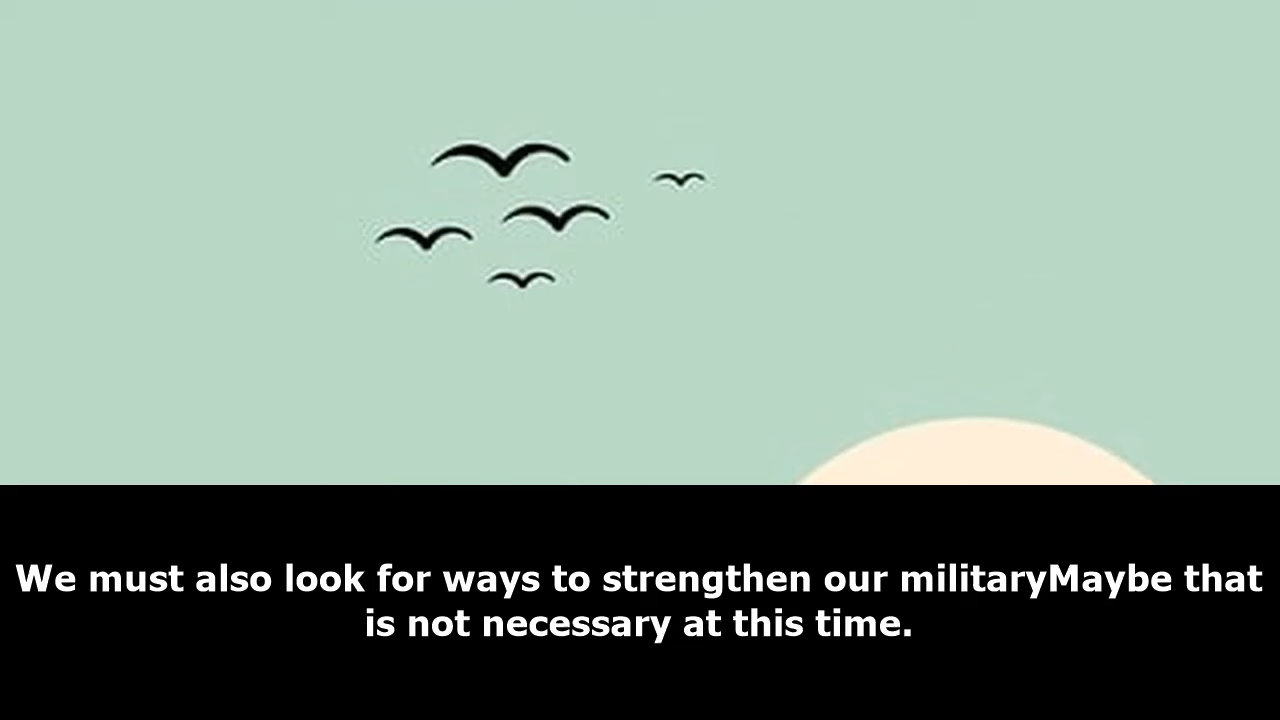 We must also look for ways to strengthen our militaryMaybe that
is not necessary at this time.